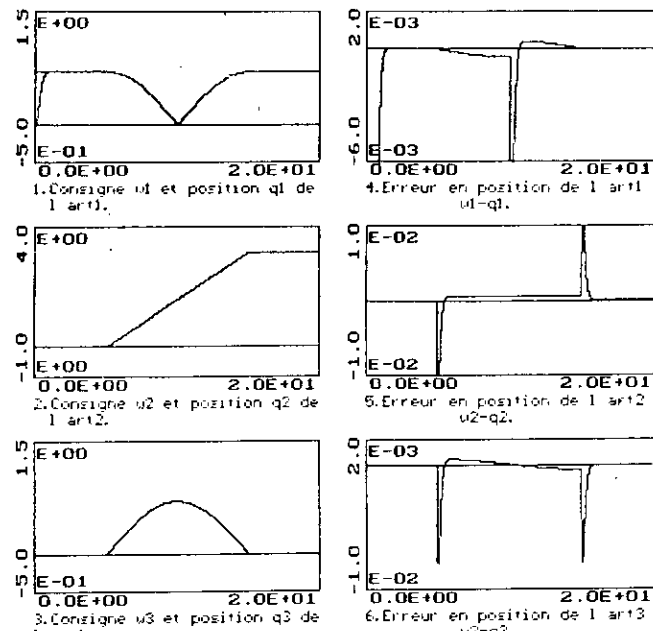 1.5
E+00
-5.0
E-01
0.0E+00 2.0E+01
1.Consigne w1 et position q1 de
l art1.
2.0
E-03
-6.0
E-03
0.0E+00 2.0E+01
4.Erreur en position de l art1
w1-q1.
4.0
E+00
-1.0
E+00
0.0E+00 2.0E+01
2.Consigne w2 et position q2 de
l art2.
1.0
E-02
-1.0
E-02
0.0E+00 2.0E+01
5.Erreur en position de l art2
w2-q2.
1.5
E+00
-5.0
E-01
0.0E+00 2.0E+01
3.Consigne w3 et position q3 de
2.0
E-03
-1.0
E-02
0.0E+00 2.0E+01
6.Erreur en position de l art3